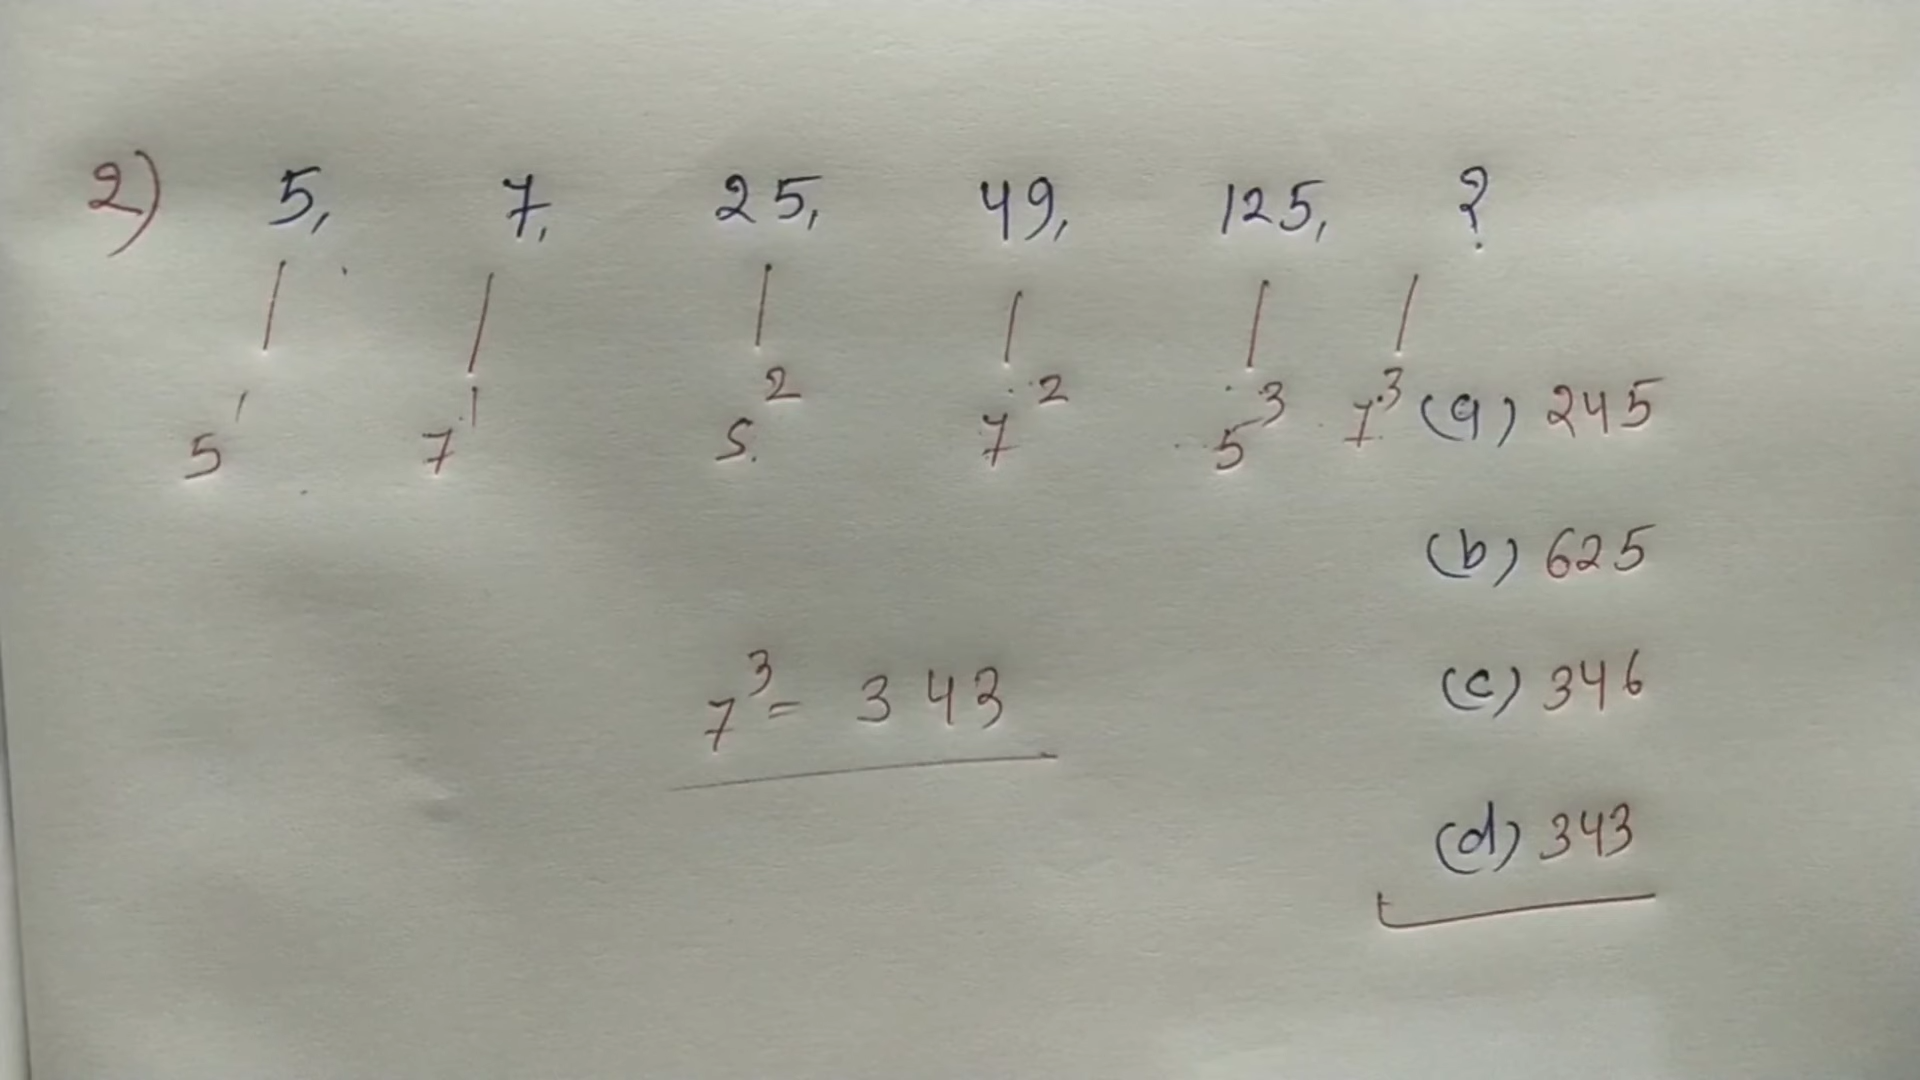 2) 5, 7, 25, 49, 125, ?
5¹ 7¹ 5² 7² 5³ 7³
(a) 245
(b) 625
7³ = 343
(c) 346
(d) 343